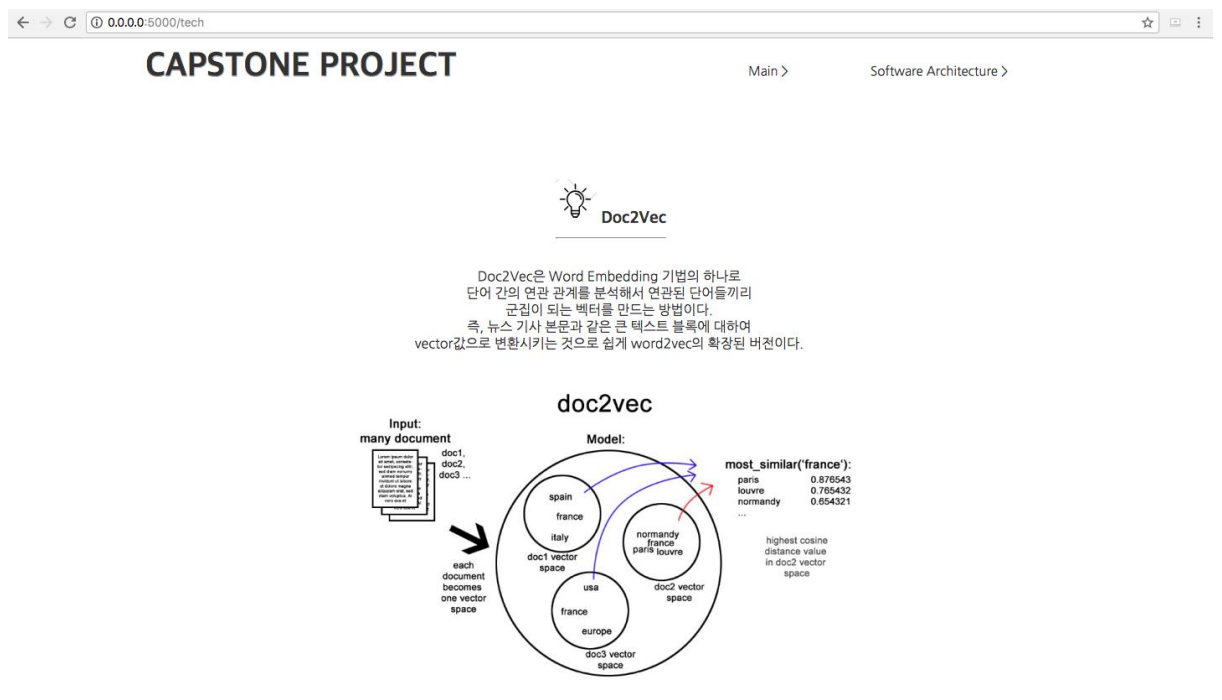 0.0.0.0:5000/tech
CAPSTONE PROJECT
Main >
Software Architecture >
Doc2Vec
Doc2Vec은 Word Embedding 기법의 하나로
단어 간의 연관 관계를 분석해서 연관된 단어들끼리
군집이 되는 벡터를 만드는 방법이다.
즉, 뉴스 기사 본문과 같은 큰 텍스트 블록에 대하여
vector값으로 변환시키는 것으로 쉽게 word2vec의 확장된 버전이다.
doc2vec
Input:
many document
doc1,
doc2,
doc3 ...
each
document
becomes
one vector
space
Model:
spain
france
italy
doc1 vector
space
normandy
france
paris louvre
doc2 vector
space
usa
france
europe
doc3 vector
space
most_similar('france'):
paris 0.876543
louvre 0.765432
normandy 0.654321
...
highest cosine
distance value
in doc2 vector
space